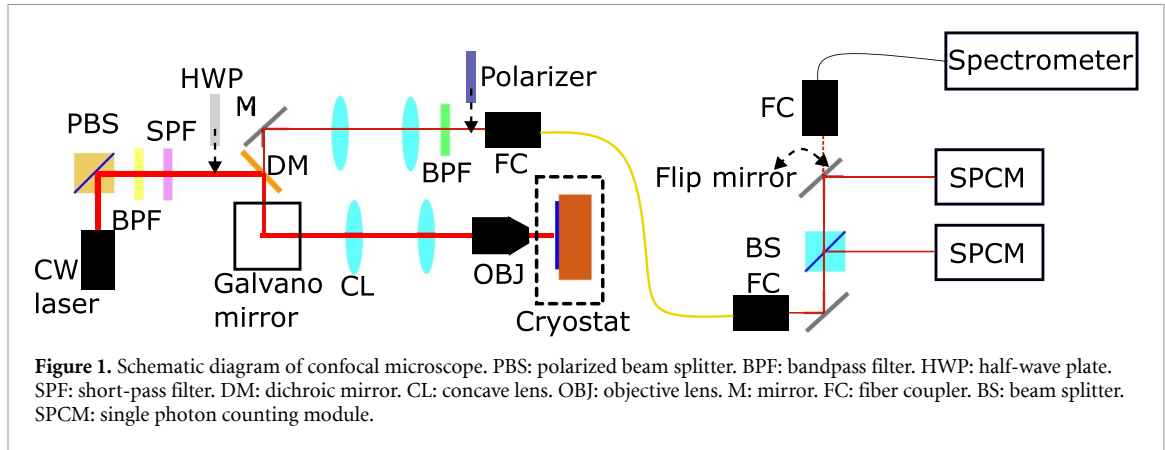 Spectrometer
HWP
M
Polarizer
FC
PBS
SPF
DM
BPF
FC
Flip mirror
SPCM
BPF
CW
laser
Galvano
mirror
CL
OBJ
Cryostat
BS
FC
SPCM
Figure 1. Schematic diagram of confocal microscope. PBS: polarized beam splitter. BPF: bandpass filter. HWP: half-wave plate.
SPF: short-pass filter. DM: dichroic mirror. CL: concave lens. OBJ: objective lens. M: mirror. FC: fiber coupler. BS: beam splitter.
SPCM: single photon counting module.